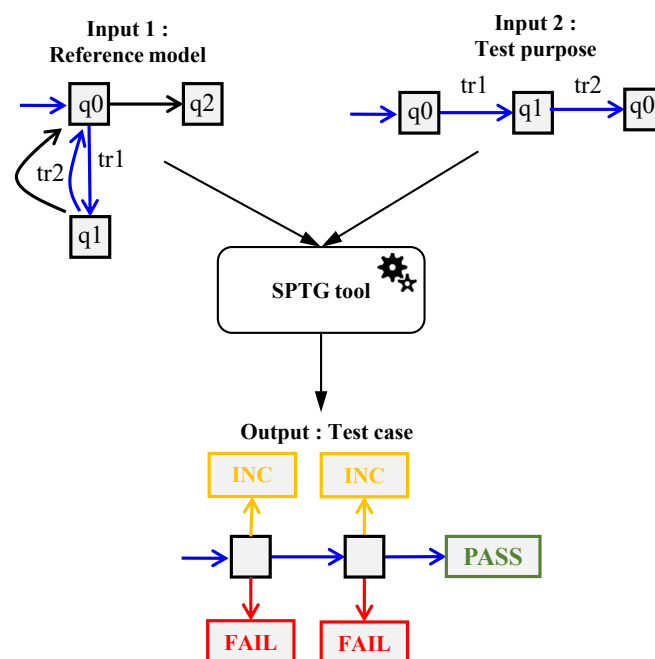 Input 1 :
Reference model
q0
q2
tr2
tr1
q1
Input 2 :
Test purpose
q0
tr1
q1
tr2
q0
SPTG tool
Output : Test case
INC
INC
PASS
FAIL
FAIL